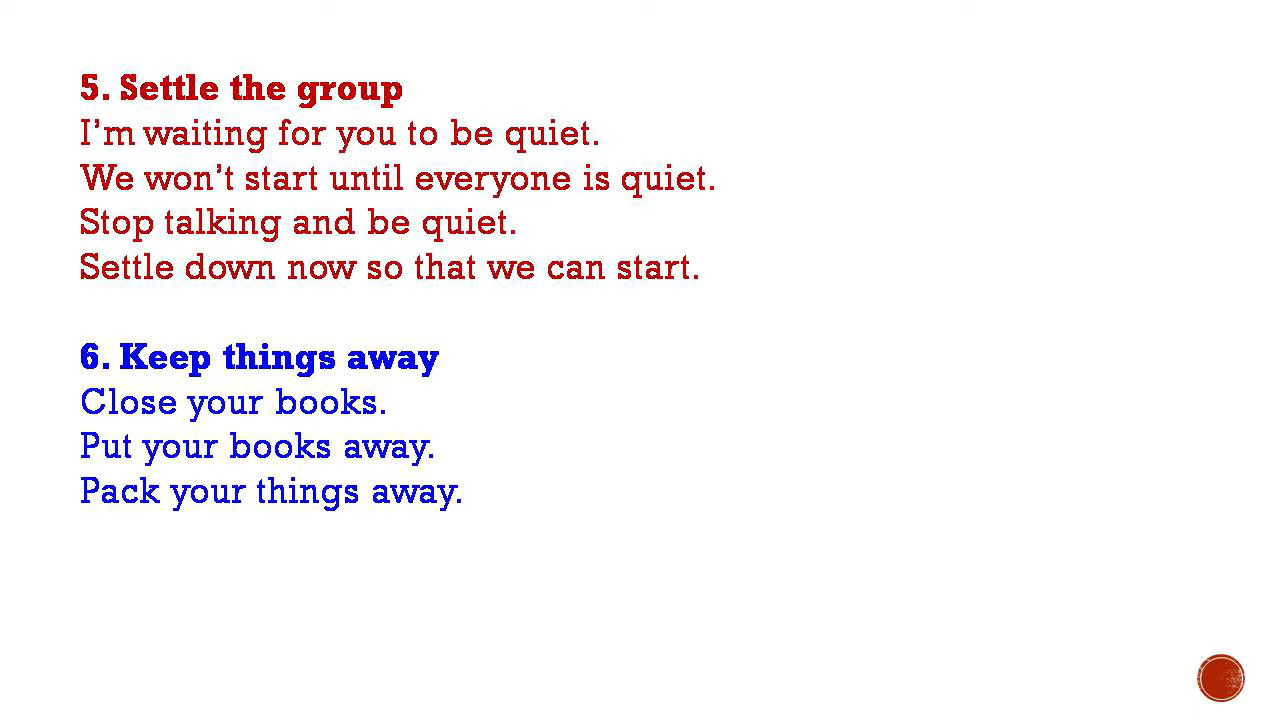 5. Settle the group
I'm waiting for you to be quiet.
We won't start until everyone is quiet.
Stop talking and be quiet.
Settle down now so that we can start.
6. Keep things away
Close your books.
Put your books away.
Pack your things away.